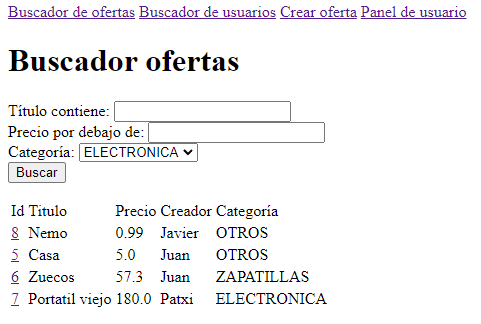 Buscador de ofertas Buscador de usuarios Crear oferta Panel de usuario
Buscador ofertas
Título contiene:
Precio por debajo de:
Categoría: ELECTRONICA
Buscar
Id Titulo Precio Creador Categoría
8 Nemo 0.99 Javier OTROS
5 Casa 5.0 Juan OTROS
6 Zuecos 57.3 Juan ZAPATILLAS
7 Portatil viejo 180.0 Patxi ELECTRONICA